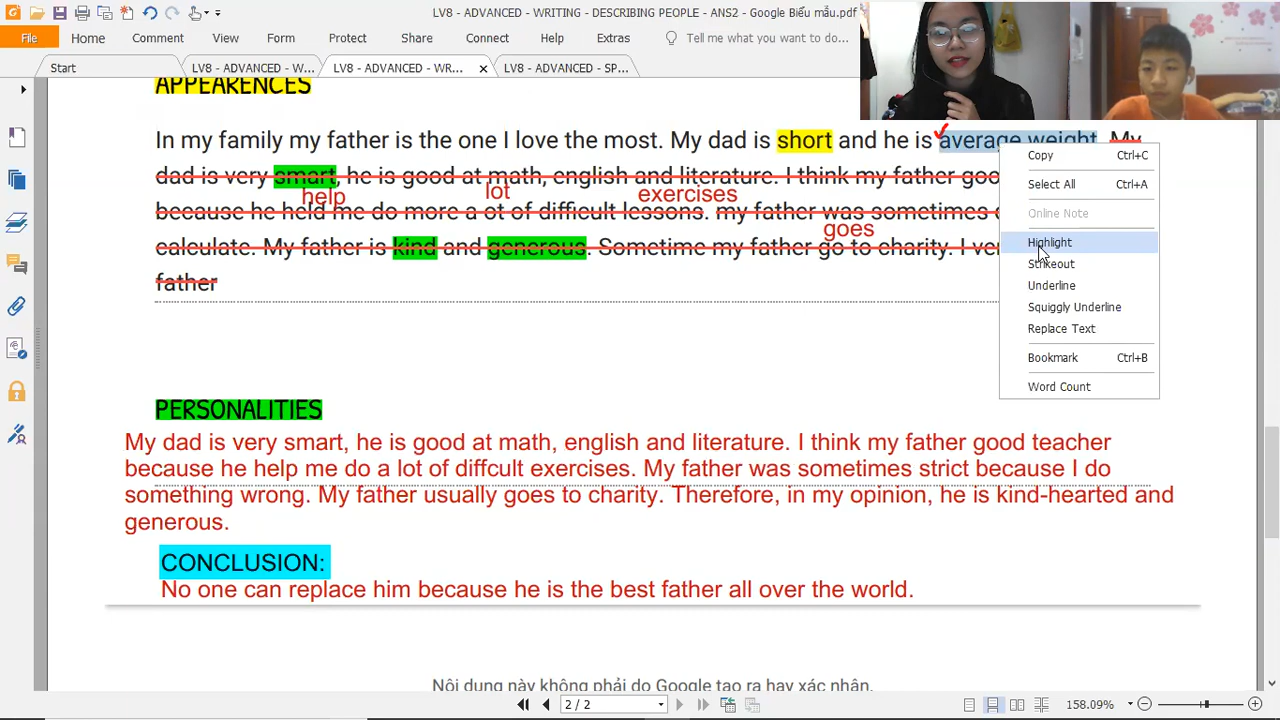 LV8 - ADVANCED - WRITING - DESCRIBING PEOPLE - ANS2 - Google Biểu mẫu.pdf
File Home Comment View Form Protect Share Connect Help Extras Tell me what you want to do...
Start LV8 - ADVANCED - W... LV8 - ADVANCED - WR... LV8 - ADVANCED - SP...
APPEARENCES
In my family my father is the one I love the most. My dad is short and he is average weight. My
dad is very smart, he is good at math, english and literature. I think my father goo
help lot exercises
because he held me do more a ot of difficult lessons. my father was sometimes
goes
calculate. My father is kind and generous. Sometime my father go to charity. I ver
father
Copy Ctrl+C
Select All Ctrl+A
Online Note
Highlight
Strikeout
Underline
Squiggly Underline
Replace Text
Bookmark Ctrl+B
Word Count
PERSONALITIES
My dad is very smart, he is good at math, english and literature. I think my father good teacher
because he help me do a lot of diffcult exercises. My father was sometimes strict because I do
something wrong. My father usually goes to charity. Therefore, in my opinion, he is kind-hearted and
generous.
CONCLUSION:
No one can replace him because he is the best father all over the world.
Nội dung này không phải do Google tạo ra hay xác nhận.
2 / 2
158.09%